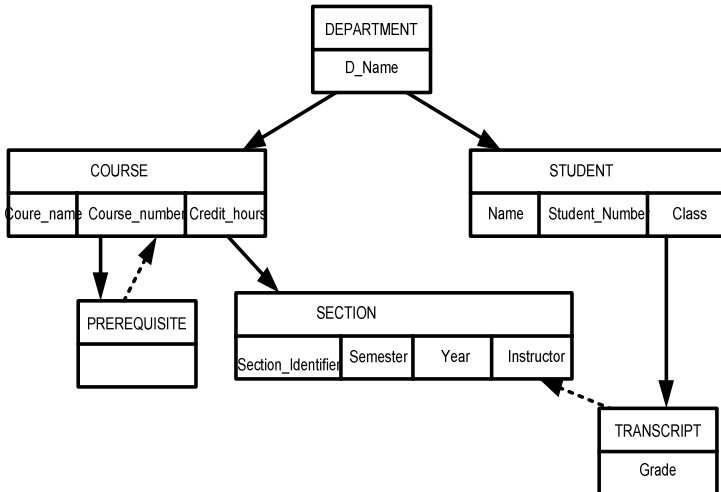 DEPARTMENT
D_Name
COURSE
Coure_name Course_number Credit_hours
STUDENT
Name Student_Number Class
PREREQUISITE
SECTION
Section_Identifier Semester Year Instructor
TRANSCRIPT
Grade